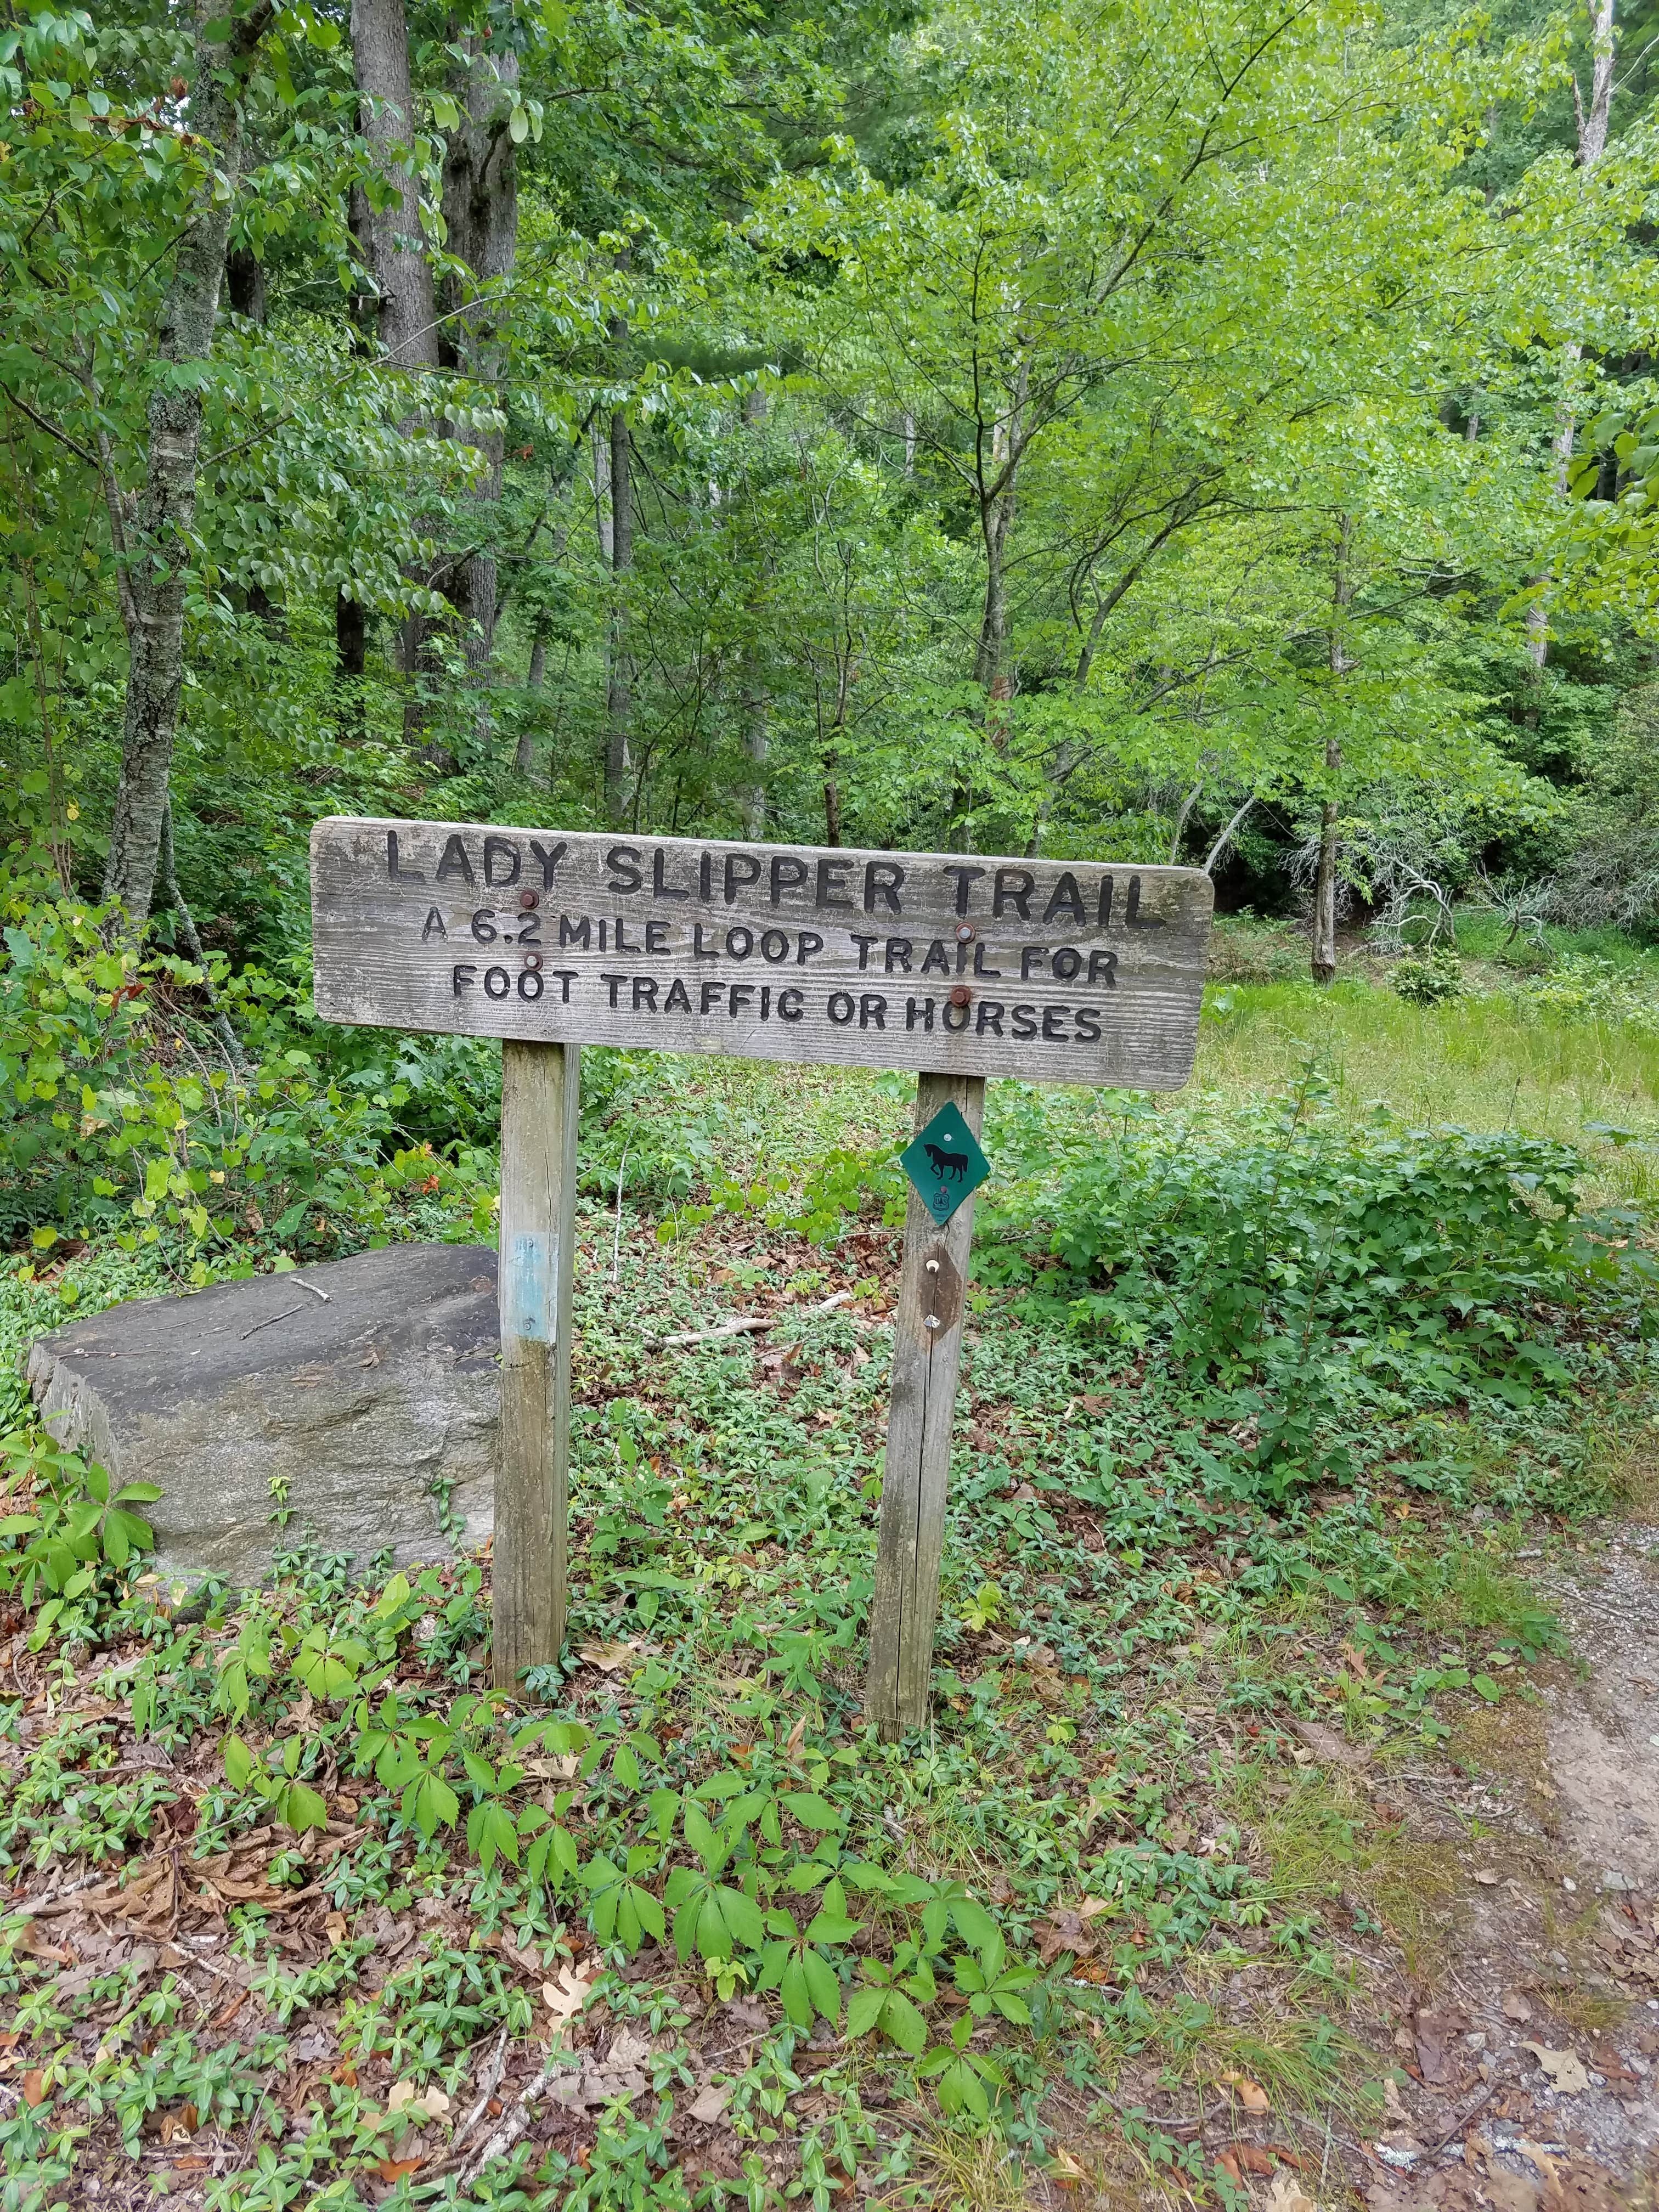 LADY SLIPPER TRAIL
A 6.2 MILE LOOP TRAIL FOR
FOOT TRAFFIC OR HORSES